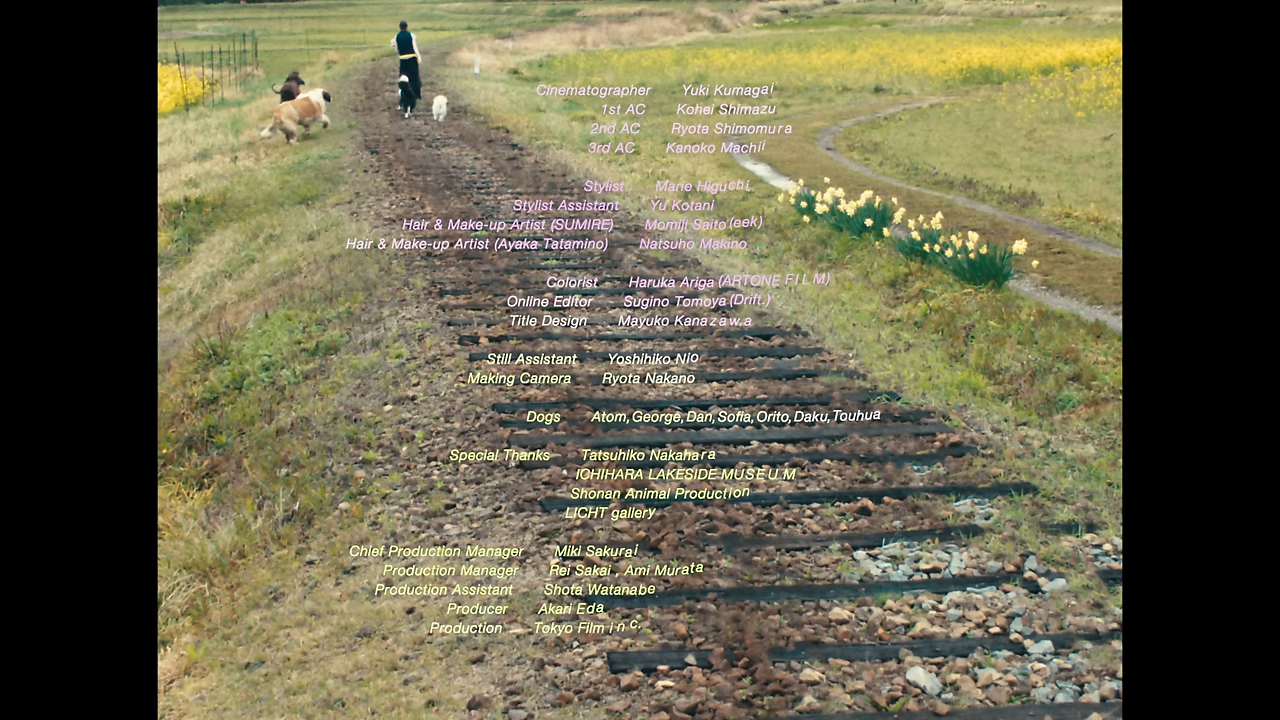 Cinematographer Yuki Kumagai
1st AC Kohei Shimazu
2nd AC Ryota Shimomura
3rd AC Kanoko Machii
Stylist Marie Higuchi
Stylist Assistant Yu Kotani
Hair & Make-up Artist (SUMIRE) Momiji Saito (eek)
Hair & Make-up Artist (Ayaka Tatamino) Natsuho Makino
Colorist Haruka Ariga (ARTONE FILM)
Online Editor Sugino Tomoya (Drift.)
Title Design Mayuko Kanazawa
Still Assistant Yoshihiko Nio
Making Camera Ryota Nakano
Dogs Atom, George, Dan, Sofia, Orito, Daku, Touhua
Special Thanks Tatsuhiko Nakahara
ICHIHARA LAKESIDE MUSEUM
Shonan Animal Production
LICHT gallery
Chief Production Manager Miki Sakurai
Production Manager Rei Sakai , Ami Murata
Production Assistant Shota Watanabe
Producer Akari Eda
Production Tokyo Film inc.